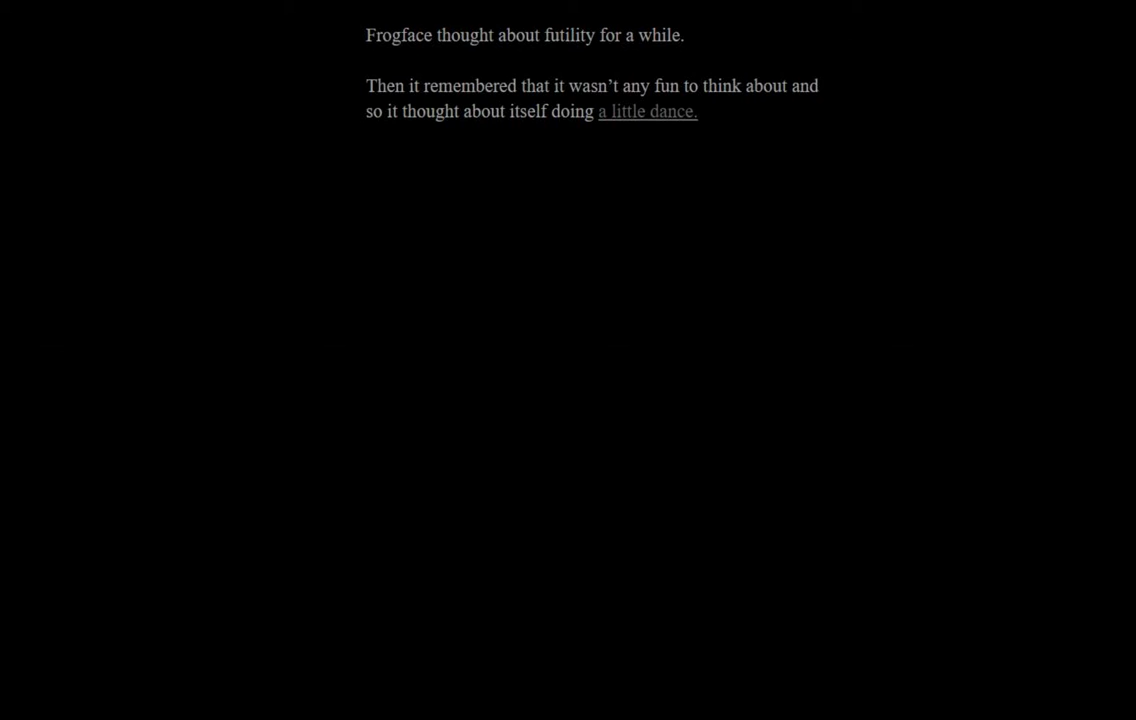 Frogface thought about futility for a while.
Then it remembered that it wasn’t any fun to think about and
so it thought about itself doing a little dance.